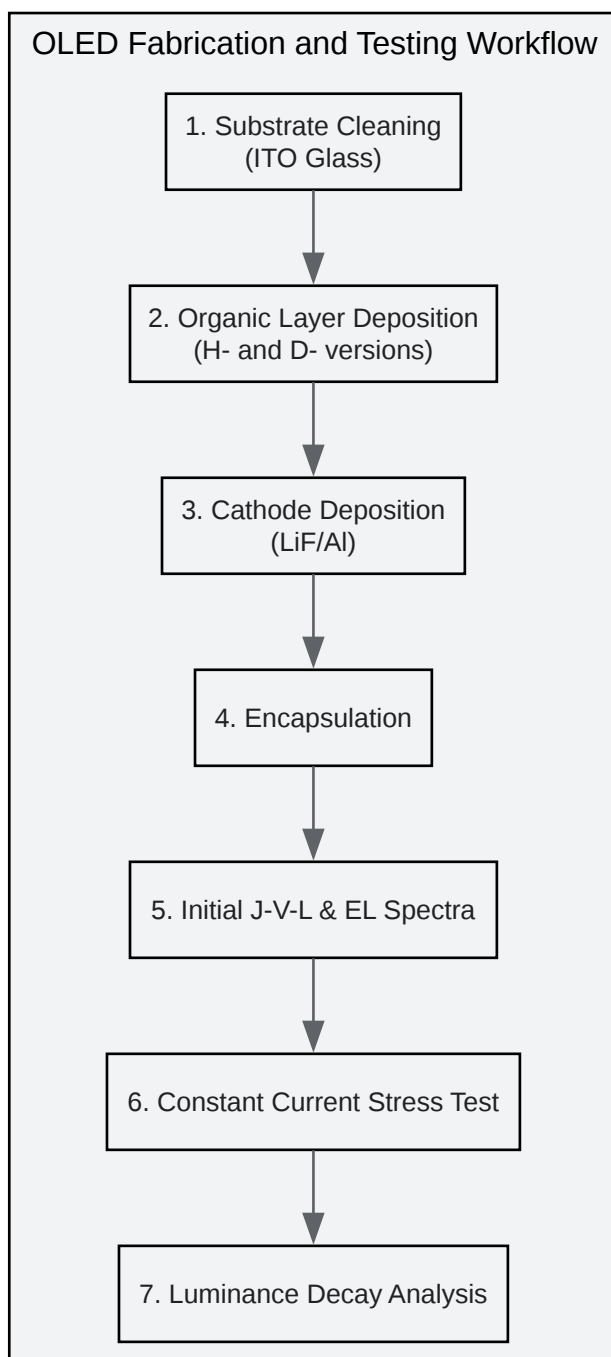 OLED Fabrication and Testing Workflow
1. Substrate Cleaning
(ITO Glass)
2. Organic Layer Deposition
(H- and D- versions)
3. Cathode Deposition
(LiF/Al)
4. Encapsulation
5. Initial J-V-L & EL Spectra
6. Constant Current Stress Test
7. Luminance Decay Analysis